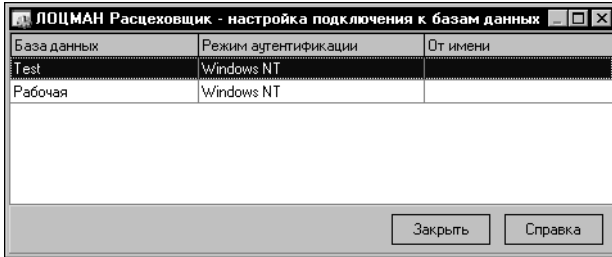 ЛОЦМАН Расцеховщик - настройка подключения к базам данных
База данных Режим аутентификации От имени
Test Windows NT
Рабочая Windows NT
Закрыть Справка